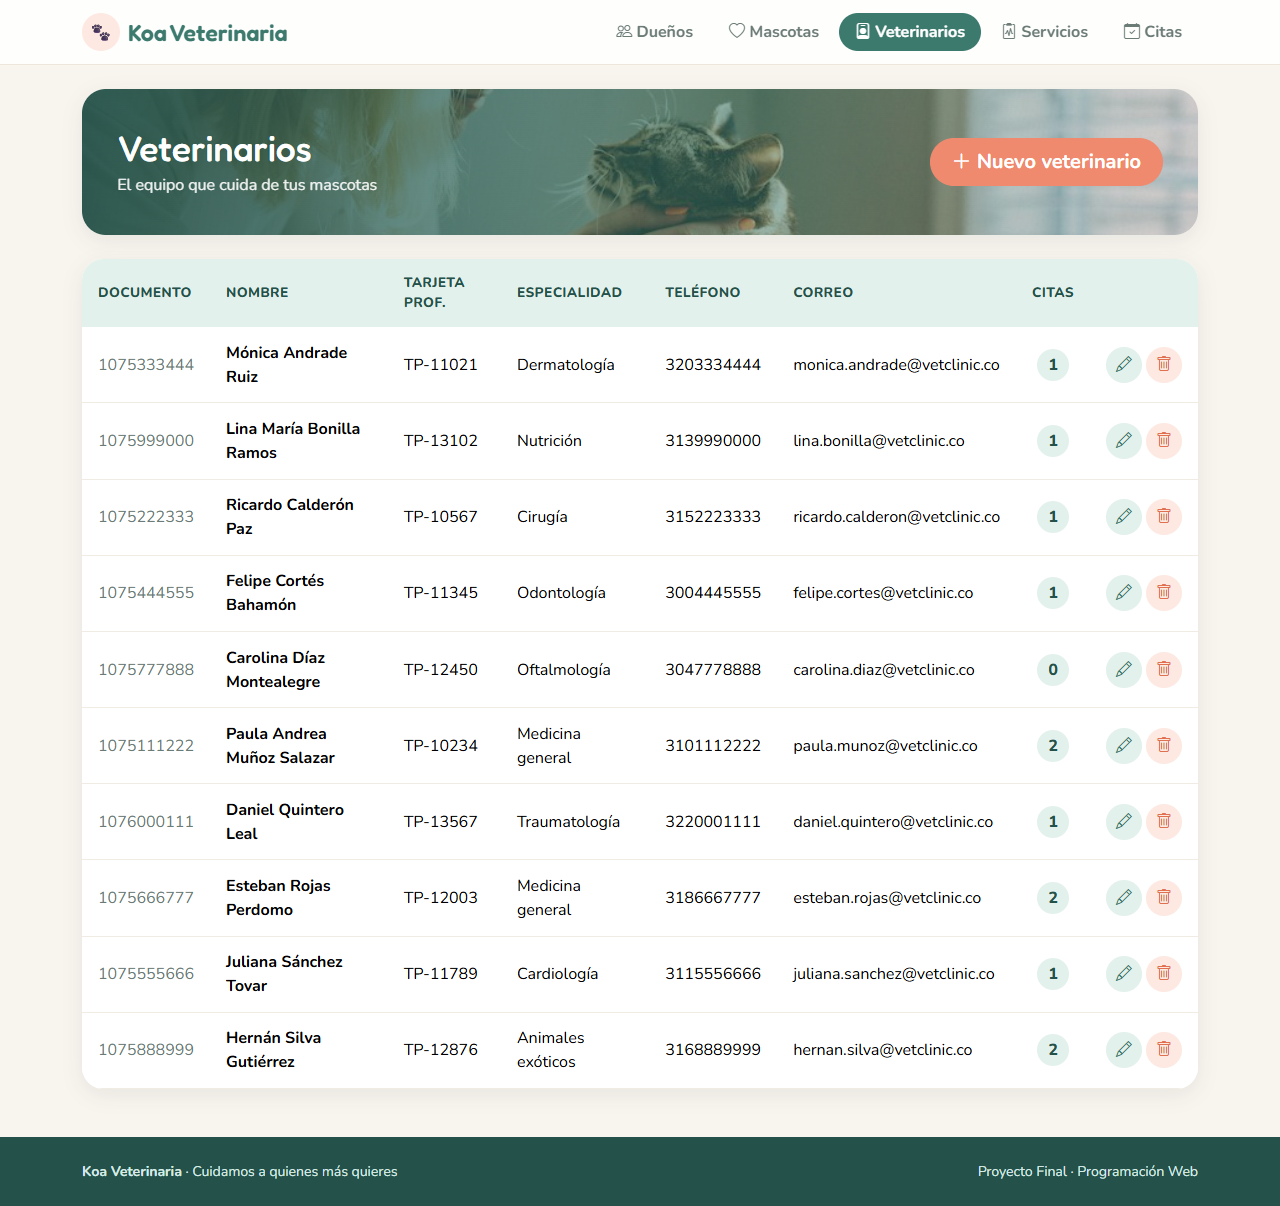 Koa Veterinaria
Dueños
Mascotas
Veterinarios
Servicios
Citas
Veterinarios
El equipo que cuida de tus mascotas
+ Nuevo veterinario
DOCUMENTO NOMBRE TARJETA PROF. ESPECIALIDAD TELÉFONO CORREO CITAS
1075333444 Mónica Andrade Ruiz TP-11021 Dermatología 3203334444 monica.andrade@vetclinic.co 1
1075999000 Lina María Bonilla Ramos TP-13102 Nutrición 3139990000 lina.bonilla@vetclinic.co 1
1075222333 Ricardo Calderón Paz TP-10567 Cirugía 3152223333 ricardo.calderon@vetclinic.co 1
1075444555 Felipe Cortés Bahamón TP-11345 Odontología 3004445555 felipe.cortes@vetclinic.co 1
1075777888 Carolina Díaz Montealegre TP-12450 Oftalmología 3047778888 carolina.diaz@vetclinic.co 0
1075111222 Paula Andrea Muñoz Salazar TP-10234 Medicina general 3101112222 paula.munoz@vetclinic.co 2
1076000111 Daniel Quintero Leal TP-13567 Traumatología 3220001111 daniel.quintero@vetclinic.co 1
1075666777 Esteban Rojas Perdomo TP-12003 Medicina general 3186667777 esteban.rojas@vetclinic.co 2
1075555666 Juliana Sánchez Tovar TP-11789 Cardiología 3115556666 juliana.sanchez@vetclinic.co 1
1075888999 Hernán Silva Gutiérrez TP-12876 Animales exóticos 3168889999 hernan.silva@vetclinic.co 2
Koa Veterinaria · Cuidamos a quienes más quieres
Proyecto Final · Programación Web